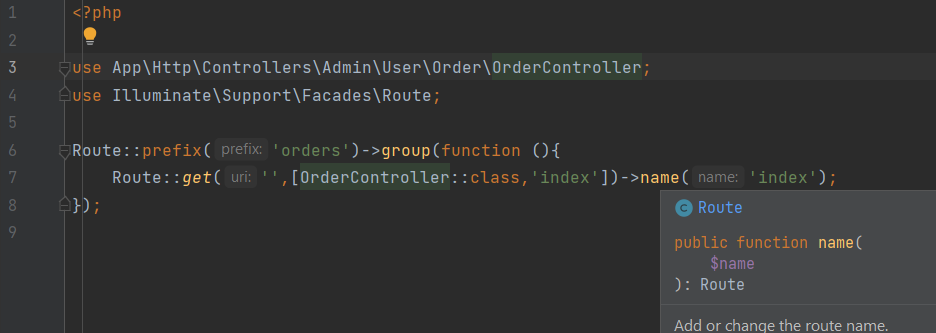 1 <?php
2
3 use App\Http\Controllers\Admin\User\Order\OrderController;
4 use Illuminate\Support\Facades\Route;
5
6 Route::prefix( prefix: 'orders')->group(function (){
7     Route::get( uri: '',[OrderController::class,'index'])->name( name: 'index');
8 });
9
C Route
public function name(
    $name
): Route
Add or change the route name.